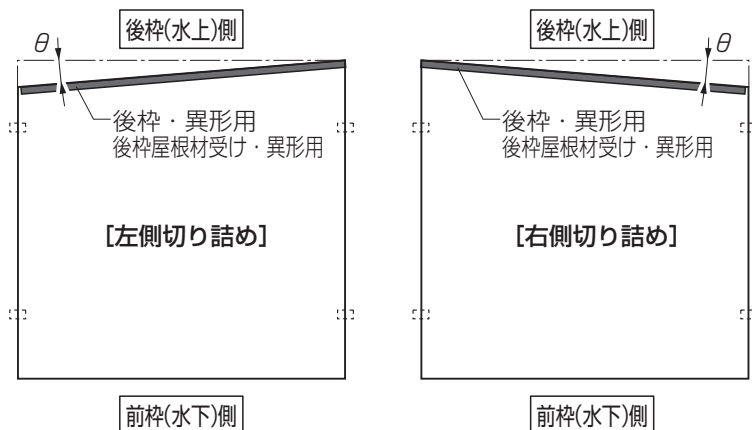 後枠(水上)側
θ
後枠・異形用
後枠屋根材受け・異形用
[左側切り詰め]
前枠(水下)側
後枠(水上)側
θ
後枠・異形用
後枠屋根材受け・異形用
[右側切り詰め]
前枠(水下)側